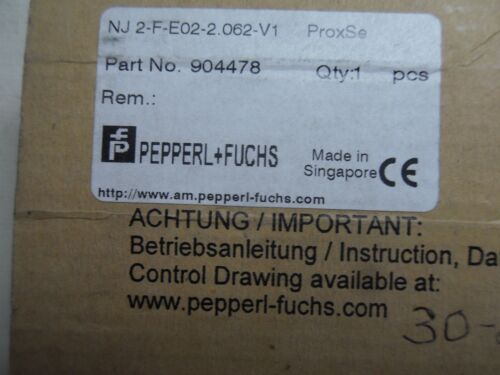 NJ 2-F-E02-2.062-V1 ProxSe
Part No. 904478 Qty:1 pcs
Rem.:
PEPPERL+FUCHS
Made in
Singapore CE
http://www.am.pepperl-fuchs.com
ACHTUNG / IMPORTANT:
Betriebsanleitung / Instruction, Da
Control Drawing available at:
www.pepperl-fuchs.com
30-